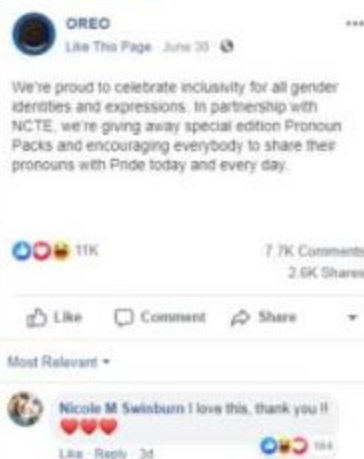 OREO
Like This Page · June 30 ·
We're proud to celebrate inclusivity for all gender
identities and expressions. In partnership with
NCTE, we're giving away special edition Pronoun
Packs and encouraging everybody to share their
pronouns with Pride today and every day.
11K
7.7K Comments
2.6K Shares
Like Comment Share
Most Relevant
Nicole M Swinburn I love this, thank you !!
Like · Reply · 3d
164